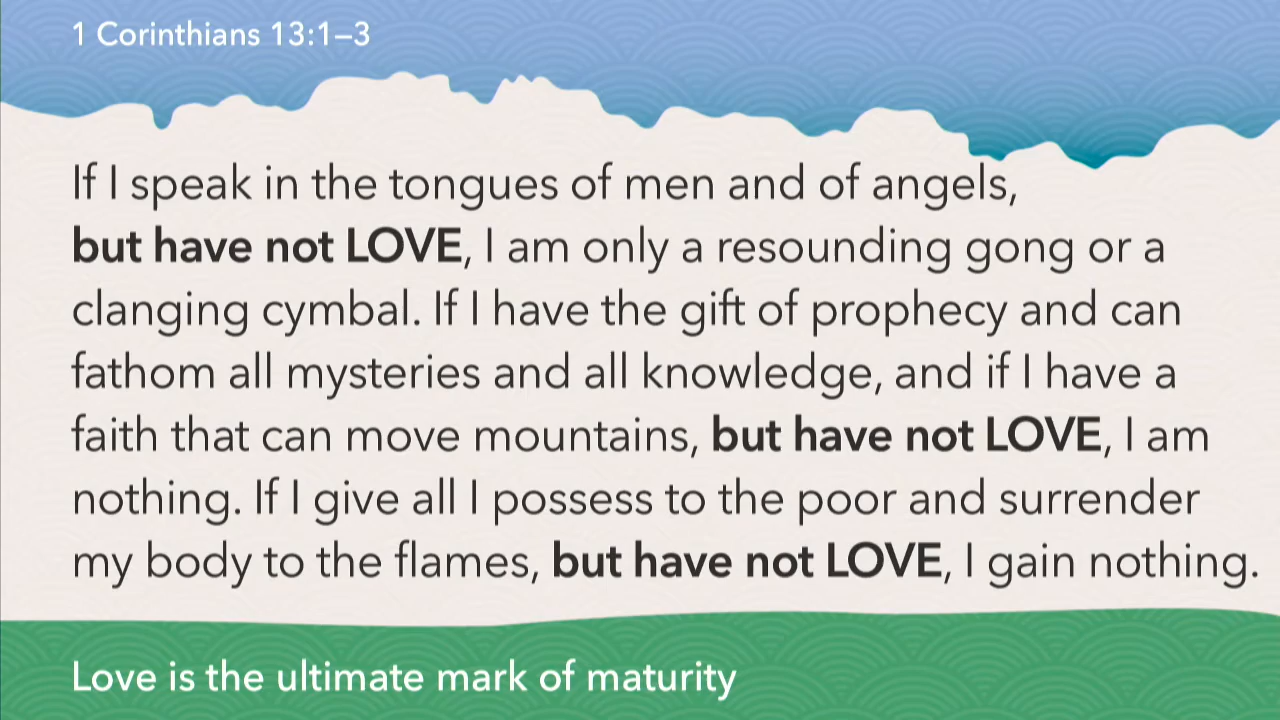 1 Corinthians 13:1–3
If I speak in the tongues of men and of angels,
but have not LOVE, I am only a resounding gong or a
clanging cymbal. If I have the gift of prophecy and can
fathom all mysteries and all knowledge, and if I have a
faith that can move mountains, but have not LOVE, I am
nothing. If I give all I possess to the poor and surrender
my body to the flames, but have not LOVE, I gain nothing.
Love is the ultimate mark of maturity